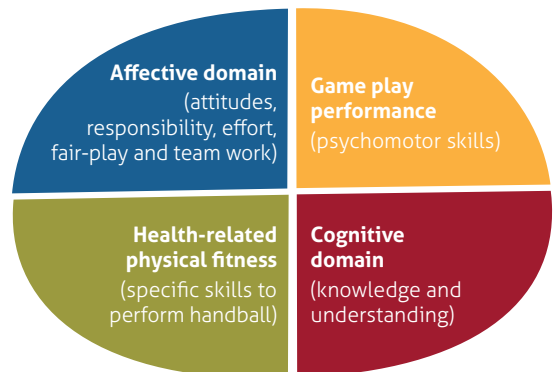 Affective domain
(attitudes,
responsibility, effort,
fair-play and team work)
Game play
performance
(psychomotor skills)
Health-related
physical fitness
(specific skills to
perform handball)
Cognitive
domain
(knowledge and
understanding)